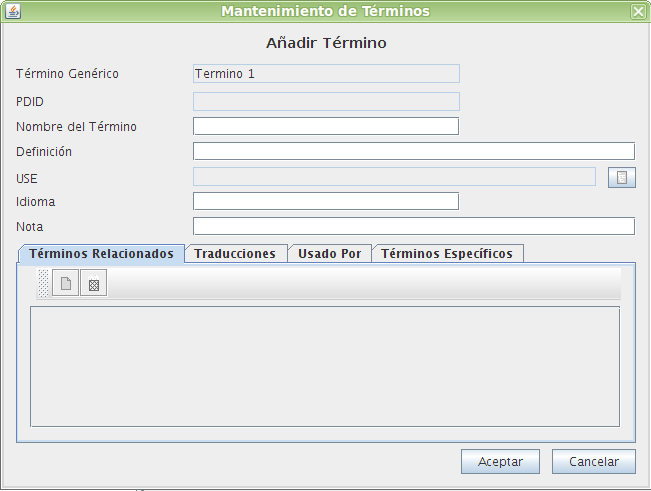 Mantenimiento de Términos
Añadir Término
Término Genérico Termino 1
PDID
Nombre del Término
Definición
USE
Idioma
Nota
Términos Relacionados Traducciones Usado Por Términos Específicos
Aceptar Cancelar